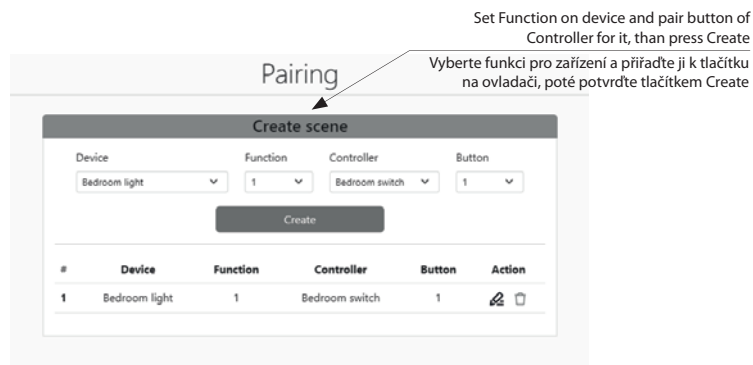 Set Function on device and pair button of
Controller for it, than press Create
Vyberte funkci pro zařízení a přiřaďte ji k tlačítku
na ovladači, poté potvrďte tlačítkem Create
Pairing
Create scene
Device Function Controller Button
Bedroom light 1 Bedroom switch 1
Create
# Device Function Controller Button Action
1 Bedroom light 1 Bedroom switch 1